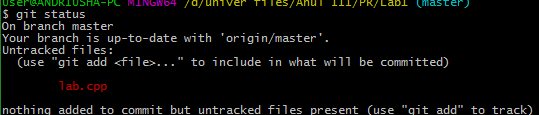 User@ANDRIUSHA-PC MINGW64 /d/univer files/Anul III/PR/Lab1 (master)
$ git status
On branch master
Your branch is up-to-date with 'origin/master'.
Untracked files:
  (use "git add <file>..." to include in what will be committed)

        lab.cpp

nothing added to commit but untracked files present (use "git add" to track)